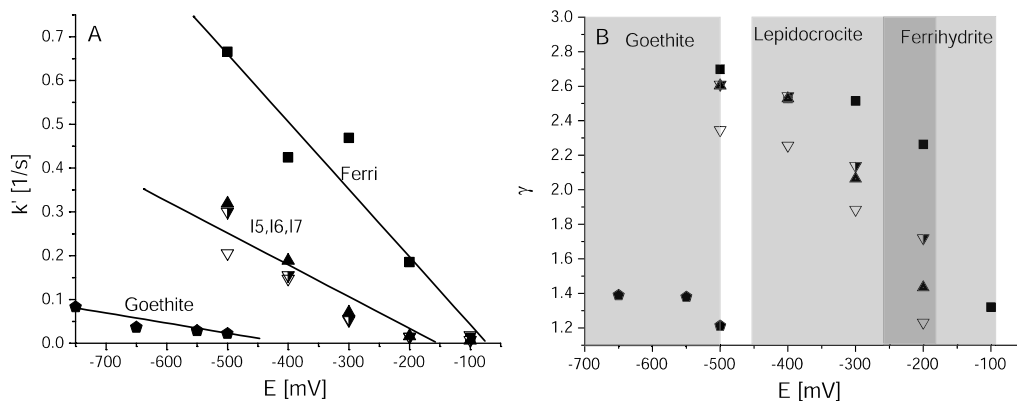 A
k' [1/s]
0.7
0.6
0.5
0.4
0.3
0.2
0.1
0.0
Ferri
I5,I6,I7
Goethite
-700 -600 -500 -400 -300 -200 -100
E [mV]
B
γ
3.0
2.8
2.6
2.4
2.2
2.0
1.8
1.6
1.4
1.2
Goethite Lepidocrocite Ferrihydrite
-700 -600 -500 -400 -300 -200 -100
E [mV]